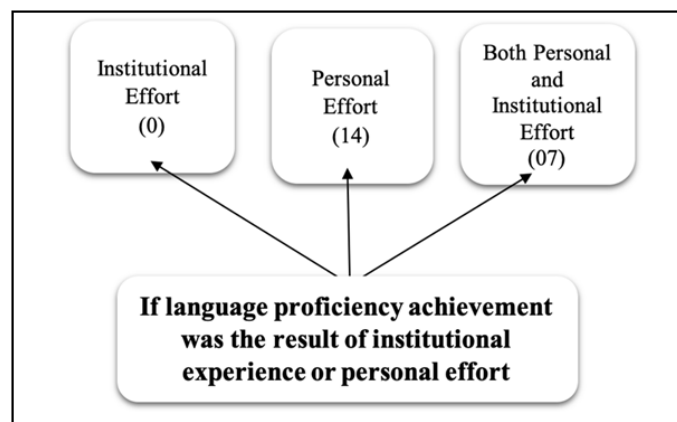 Institutional
Effort
(0)
Personal
Effort
(14)
Both Personal
and
Institutional
Effort
(07)
If language proficiency achievement
was the result of institutional
experience or personal effort